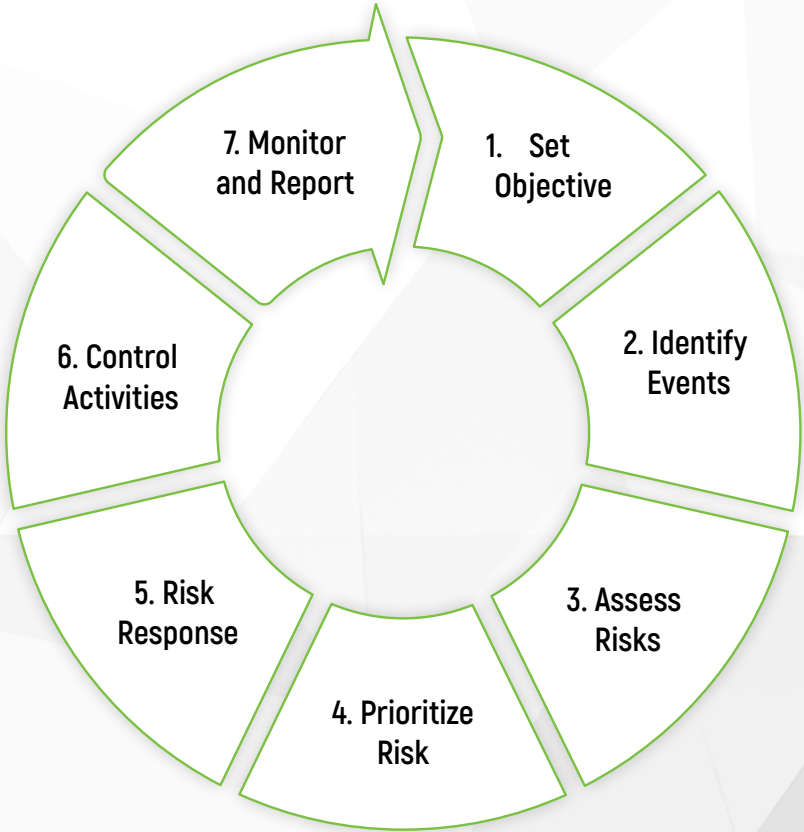 1. Set
Objective
2. Identify
Events
3. Assess
Risks
4. Prioritize
Risk
5. Risk
Response
6. Control
Activities
7. Monitor
and Report